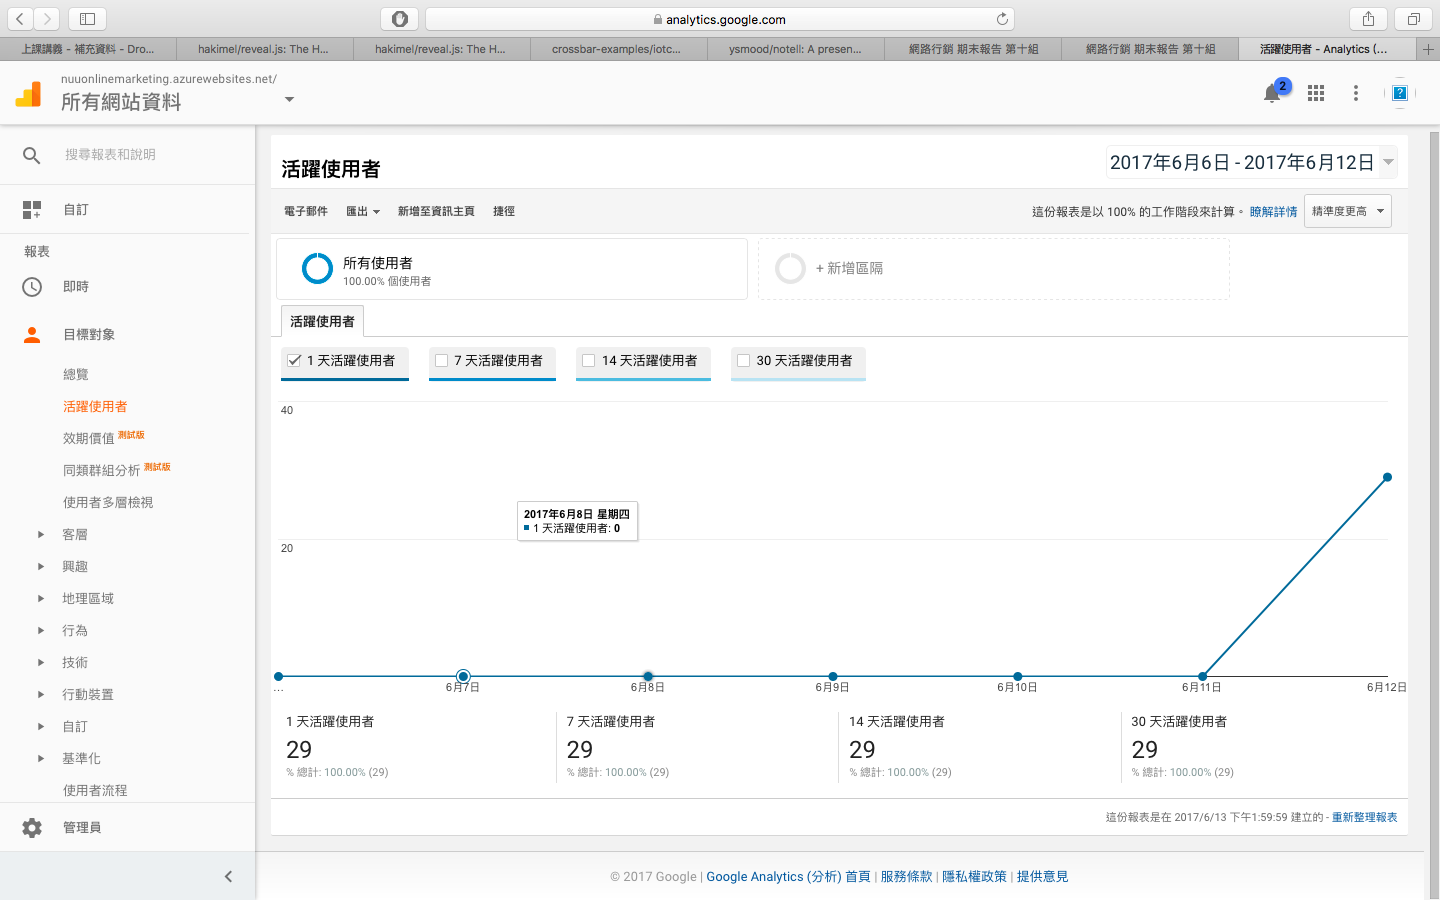 analytics.google.com
上課講義 - 補充資料 - Dro...
hakimel/reveal.js: The H...
hakimel/reveal.js: The H...
crossbar-examples/iotc...
ysmood/notell: A presen...
網路行銷 期末報告 第十組
網路行銷 期末報告 第十組
活躍使用者 - Analytics (...
nuuonlinemarketing.azurewebsites.net/
所有網站資料
2
搜尋報表和說明
自訂
報表
即時
目標對象
總覽
活躍使用者
效期價值 測試版
同類群組分析 測試版
使用者多層檢視
客層
興趣
地理區域
行為
技術
行動裝置
自訂
基準化
使用者流程
管理員
活躍使用者
2017年6月6日 - 2017年6月12日
電子郵件 匯出 新增至資訊主頁 捷徑
這份報表是以 100% 的工作階段來計算。 瞭解詳情
精準度更高
所有使用者
100.00% 個使用者
+ 新增區隔
活躍使用者
1 天活躍使用者
7 天活躍使用者
14 天活躍使用者
30 天活躍使用者
40
20
2017年6月8日 星期四
1 天活躍使用者: 0
... 6月7日 6月8日 6月9日 6月10日 6月11日 6月12日
1 天活躍使用者
29
% 總計: 100.00% (29)
7 天活躍使用者
29
% 總計: 100.00% (29)
14 天活躍使用者
29
% 總計: 100.00% (29)
30 天活躍使用者
29
% 總計: 100.00% (29)
這份報表是在 2017/6/13 下午1:59:59 建立的 - 重新整理報表
© 2017 Google | Google Analytics (分析) 首頁 | 服務條款 | 隱私權政策 | 提供意見